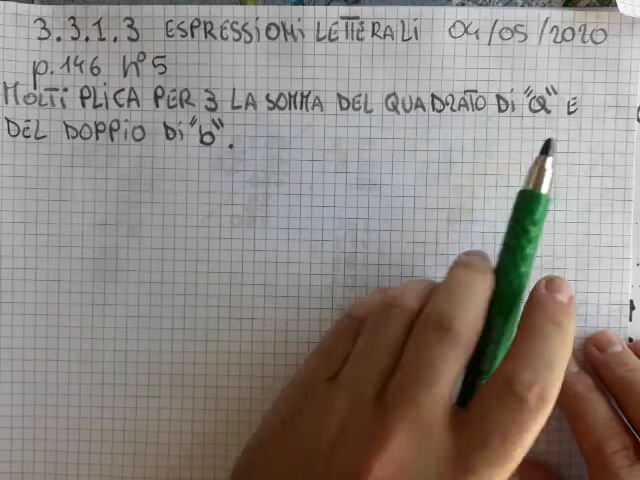 3.3.1.3 ESPRESSIONI LETTERALI 04/05/2020
p.146 n°5
MOLTIPLICA PER 3 LA SOMMA DEL QUADRATO Di "a" E
DEL DOPPIO Di "b".